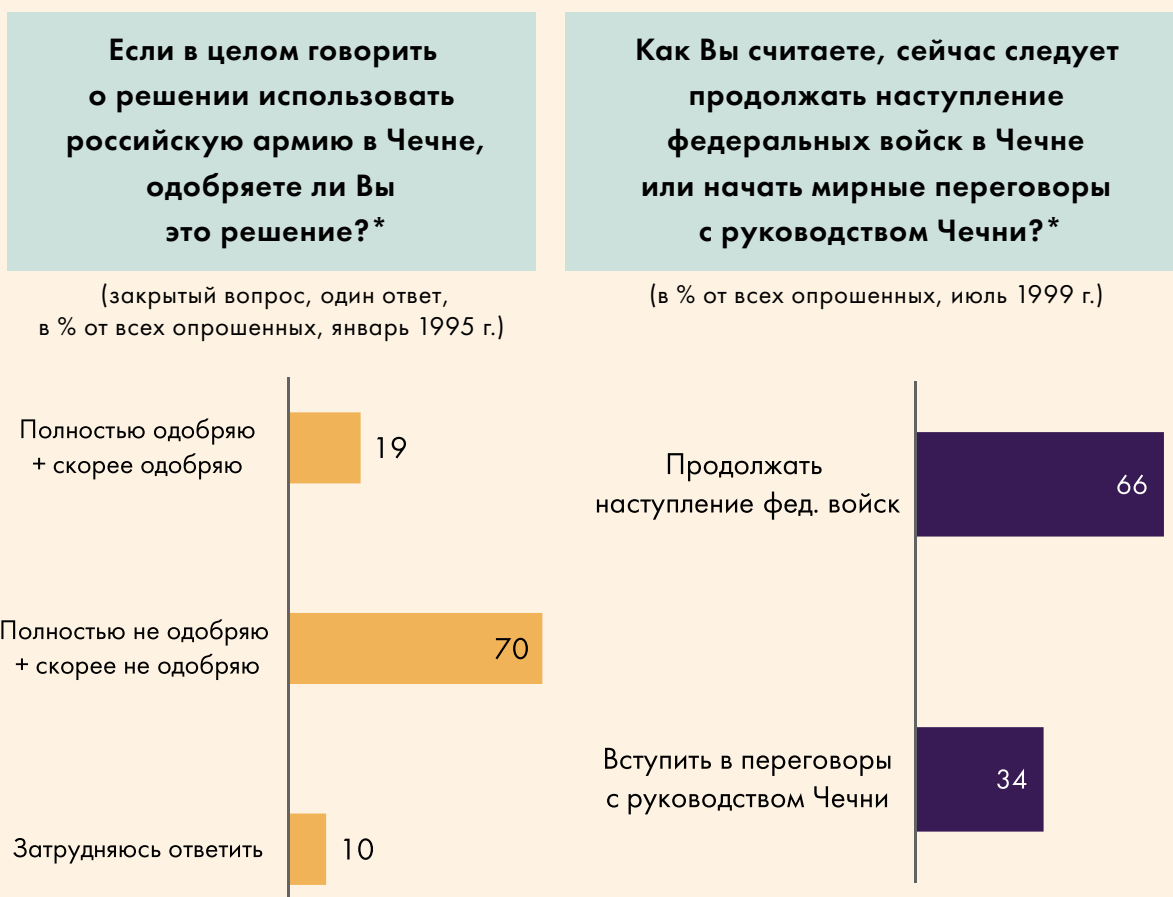 Если в целом говорить
о решении использовать
российскую армию в Чечне,
одобряете ли Вы
это решение?*
(закрытый вопрос, один ответ,
в % от всех опрошенных, январь 1995 г.)
Полностью одобряю
+ скорее одобряю
19
Полностью не одобряю
+ скорее не одобряю
70
Затрудняюсь ответить
10
Как Вы считаете, сейчас следует
продолжать наступление
федеральных войск в Чечне
или начать мирные переговоры
с руководством Чечни?*
(в % от всех опрошенных, июль 1999 г.)
Продолжать
наступление фед. войск
66
Вступить в переговоры
с руководством Чечни
34